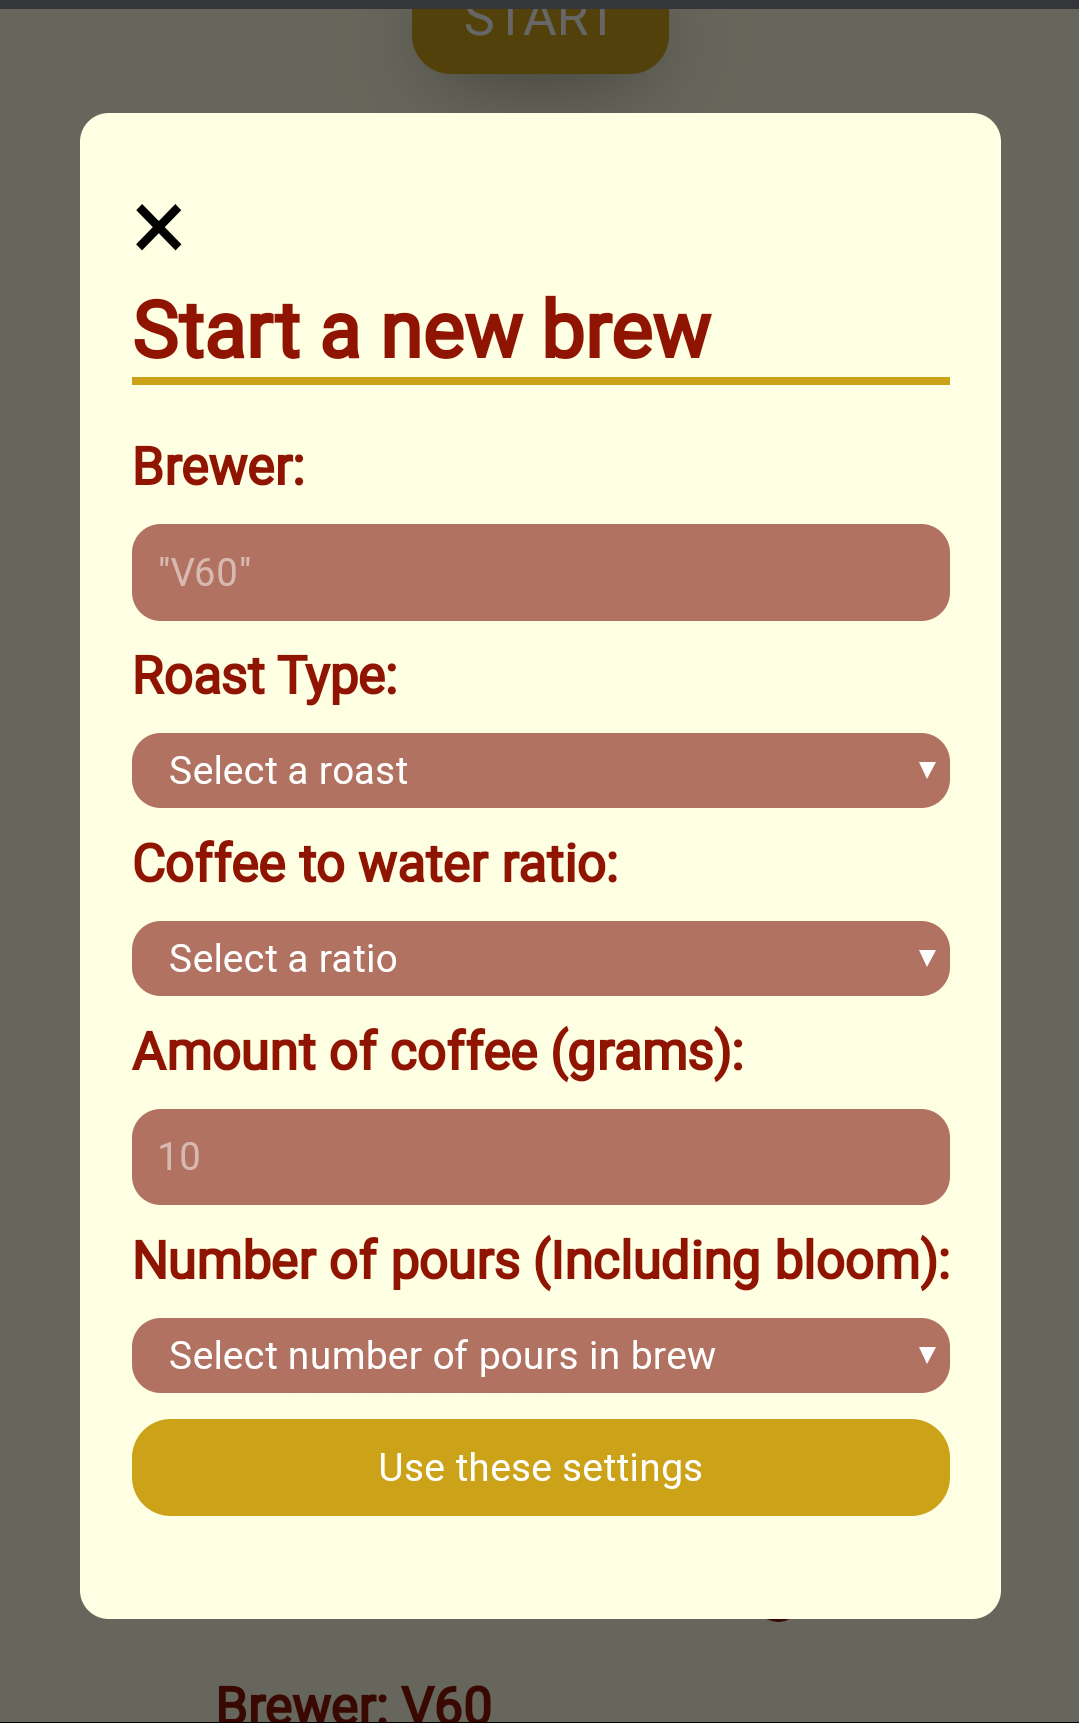 START
Start a new brew
Brewer:
"V60"
Roast Type:
Select a roast
Coffee to water ratio:
Select a ratio
Amount of coffee (grams):
10
Number of pours (Including bloom):
Select number of pours in brew
Use these settings
Brewer: V60